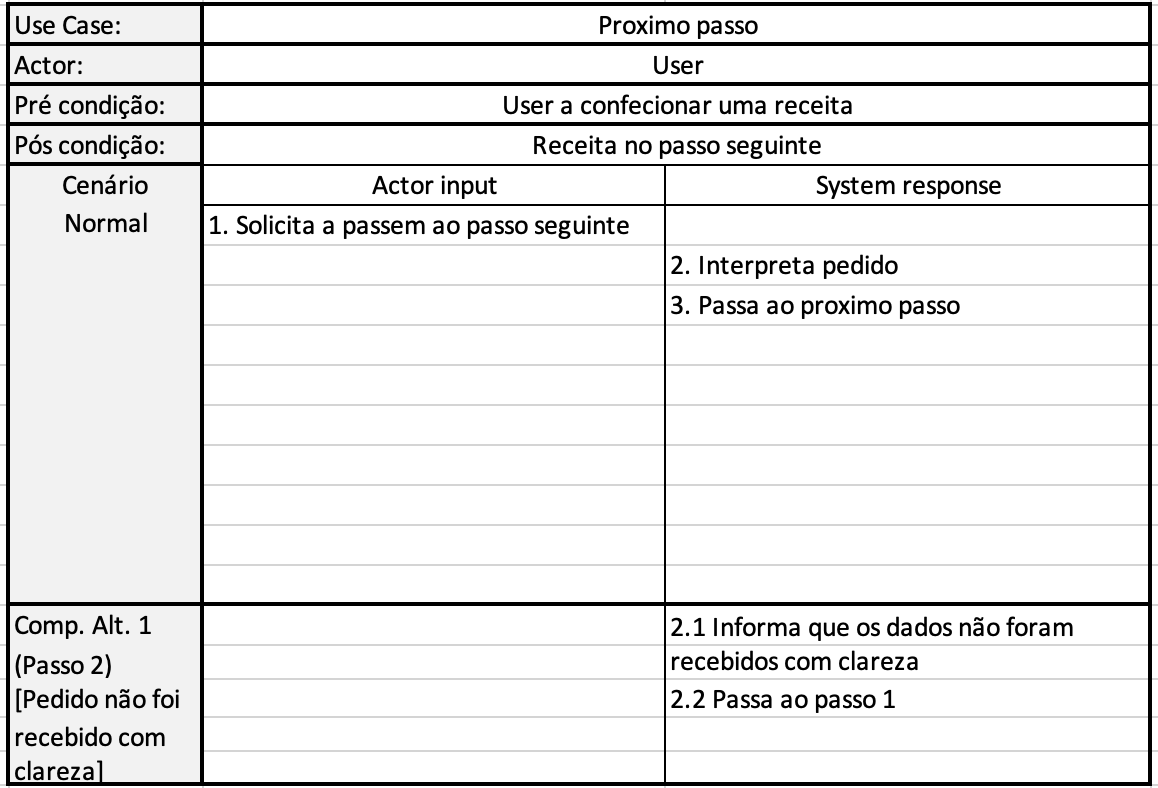 Use Case: Proximo passo
Actor: User
Pré condição: User a confecionar uma receita
Pós condição: Receita no passo seguinte
Cenário Actor input System response
Normal 1. Solicita a passem ao passo seguinte
2. Interpreta pedido
3. Passa ao proximo passo
Comp. Alt. 1
(Passo 2)
[Pedido não foi
recebido com
clareza]
2.1 Informa que os dados não foram
recebidos com clareza
2.2 Passa ao passo 1